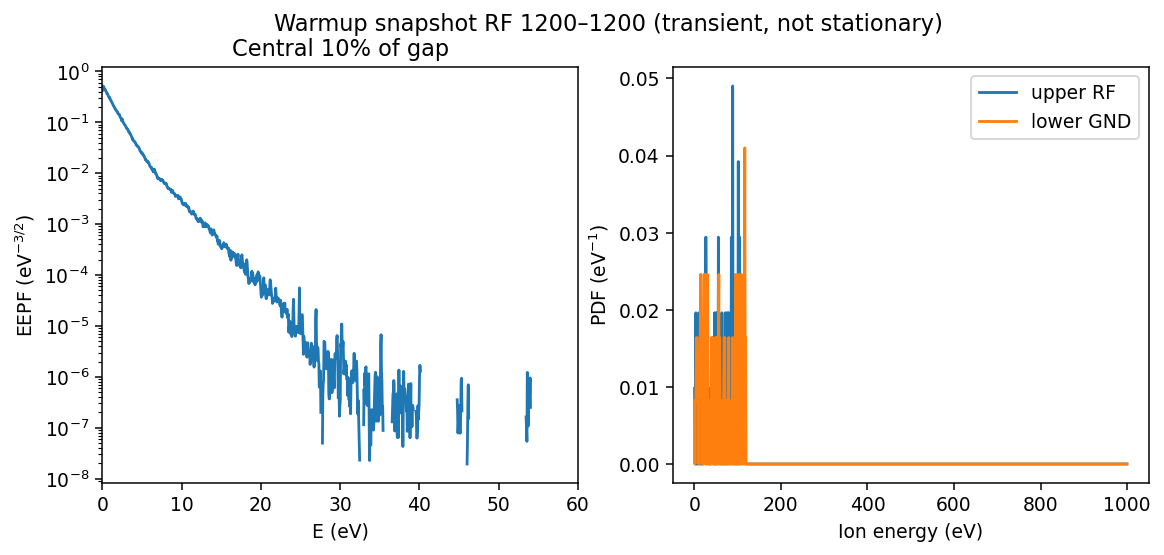 Warmup snapshot RF 1200–1200 (transient, not stationary)
Central 10% of gap
EEPF (eV⁻³/²)
10⁰
10⁻¹
10⁻²
10⁻³
10⁻⁴
10⁻⁵
10⁻⁶
10⁻⁷
10⁻⁸
0 10 20 30 40 50 60
E (eV)
PDF (eV⁻¹)
0.05
0.04
0.03
0.02
0.01
0.00
upper RF
lower GND
0 200 400 600 800 1000
Ion energy (eV)